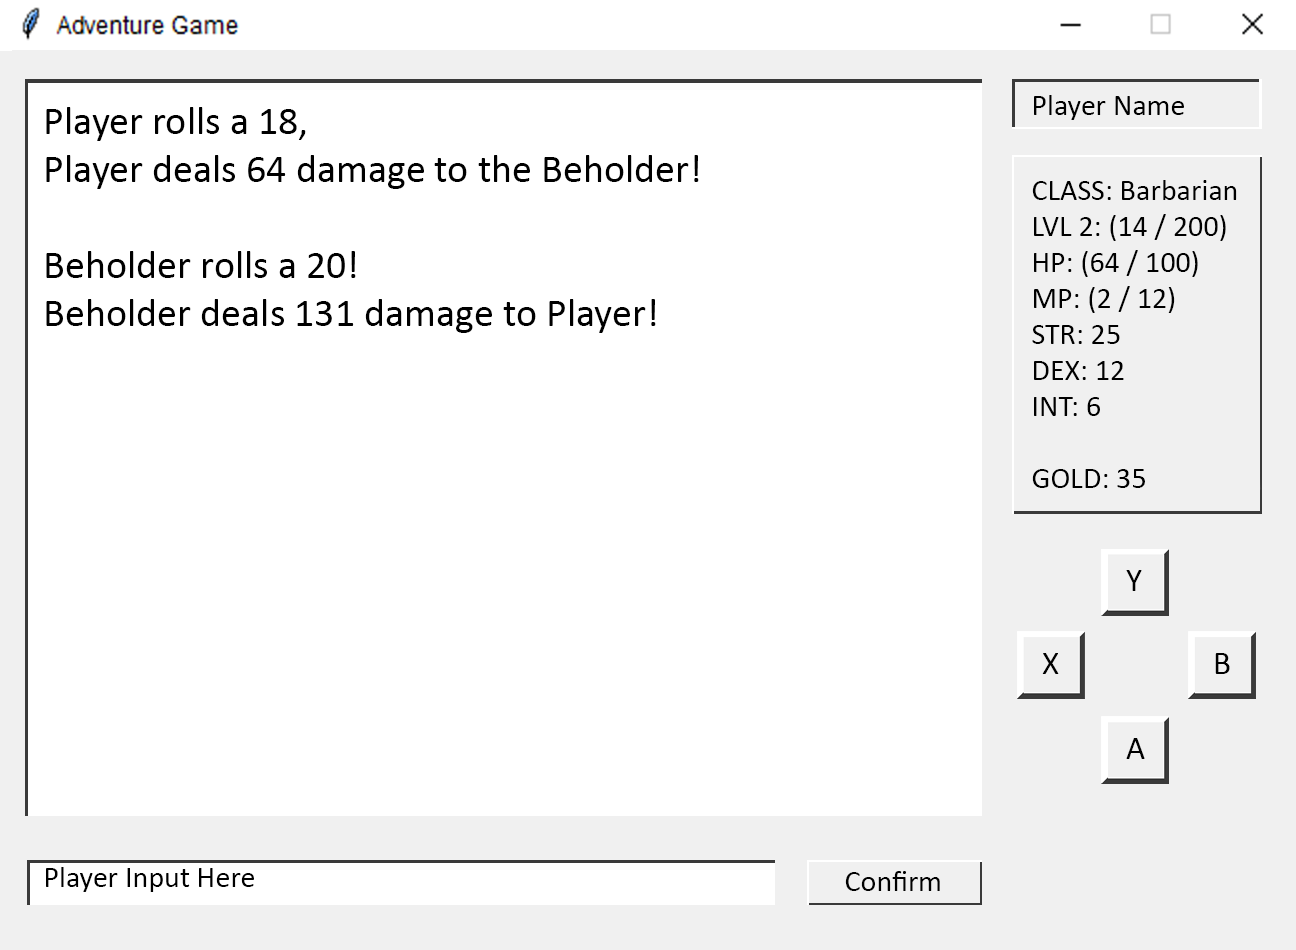 Adventure Game
Player rolls a 18,
Player deals 64 damage to the Beholder!
Beholder rolls a 20!
Beholder deals 131 damage to Player!
Player Name
CLASS: Barbarian
LVL 2: (14 / 200)
HP: (64 / 100)
MP: (2 / 12)
STR: 25
DEX: 12
INT: 6
GOLD: 35
Y
X
B
A
Player Input Here
Confirm